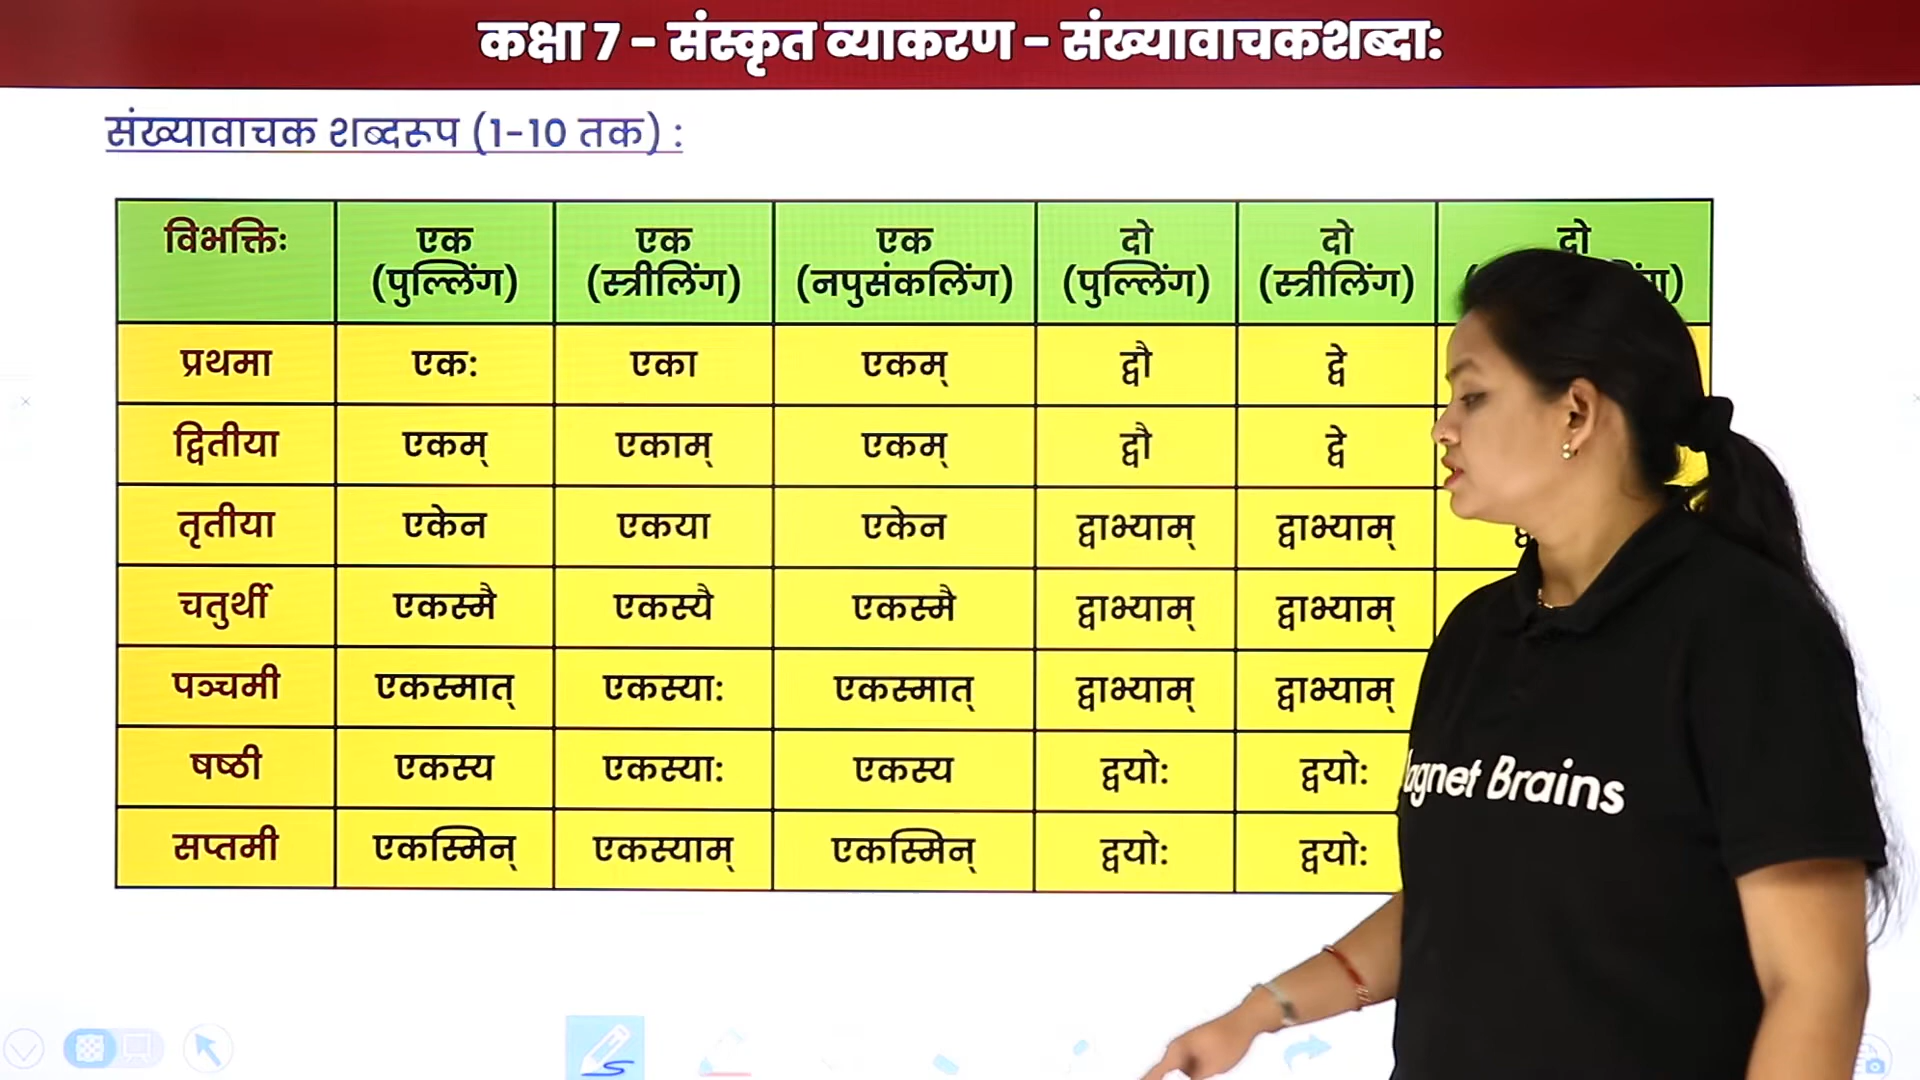 कक्षा 7 - संस्कृत व्याकरण - संख्यावाचकशब्दाः
संख्यावाचक शब्दरूप (1-10 तक) :
विभक्तिः एक (पुल्लिंग) एक (स्त्रीलिंग) एक (नपुसंकलिंग) दो (पुल्लिंग) दो (स्त्रीलिंग) दो
प्रथमा एकः एका एकम् द्वौ द्वे
द्वितीया एकम् एकाम् एकम् द्वौ द्वे
तृतीया एकेन एकया एकेन द्वाभ्याम् द्वाभ्याम्
चतुर्थी एकस्मै एकस्यै एकस्मै द्वाभ्याम् द्वाभ्याम्
पञ्चमी एकस्मात् एकस्याः एकस्मात् द्वाभ्याम् द्वाभ्याम्
षष्ठी एकस्य एकस्याः एकस्य द्वयोः द्वयोः
सप्तमी एकस्मिन् एकस्याम् एकस्मिन् द्वयोः द्वयोः
agnet Brains